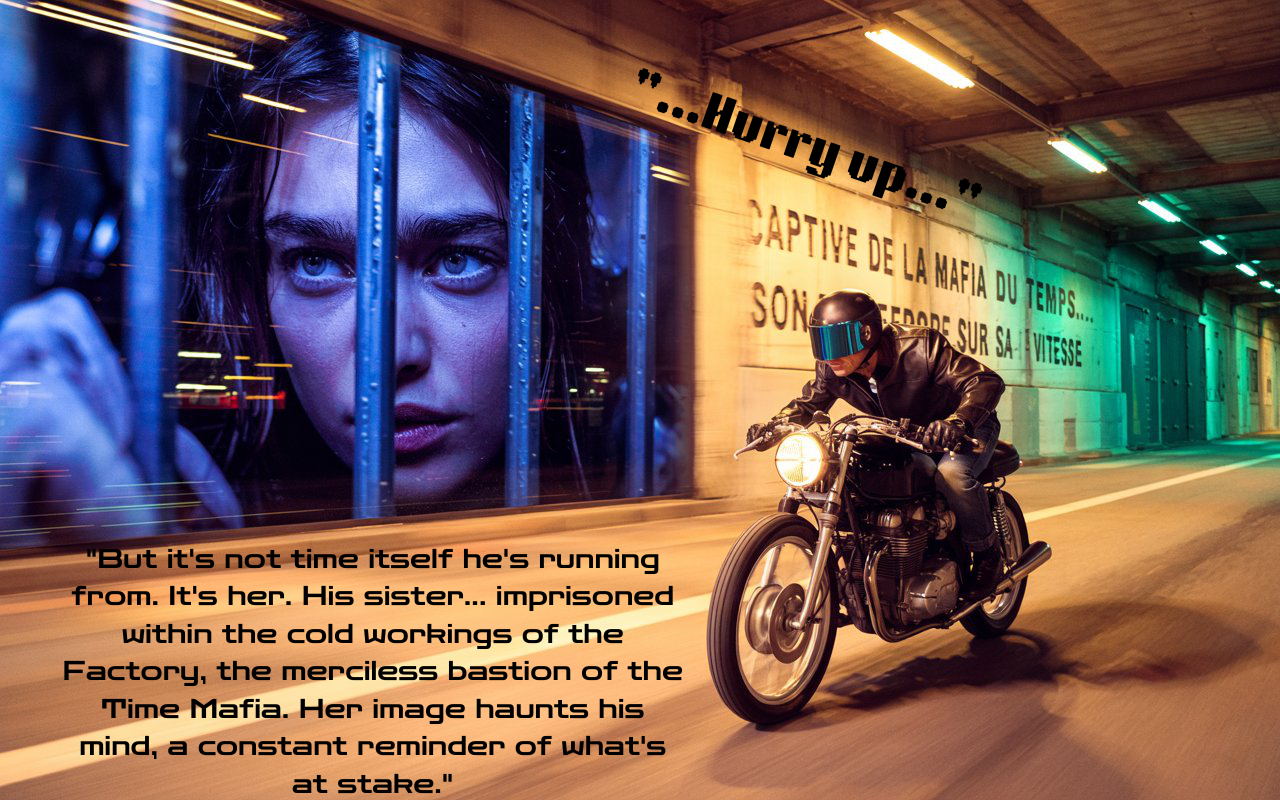 "...Hurry up... "
CAPTIVE DE LA MAFIA DU TEMPS....
SON SUR SA VITESSE
"But it's not time itself he's running
from. It's her. His sister... imprisoned
within the cold workings of the
Factory, the merciless bastion of the
Time Mafia. Her image haunts his
mind, a constant reminder of what's
at stake."